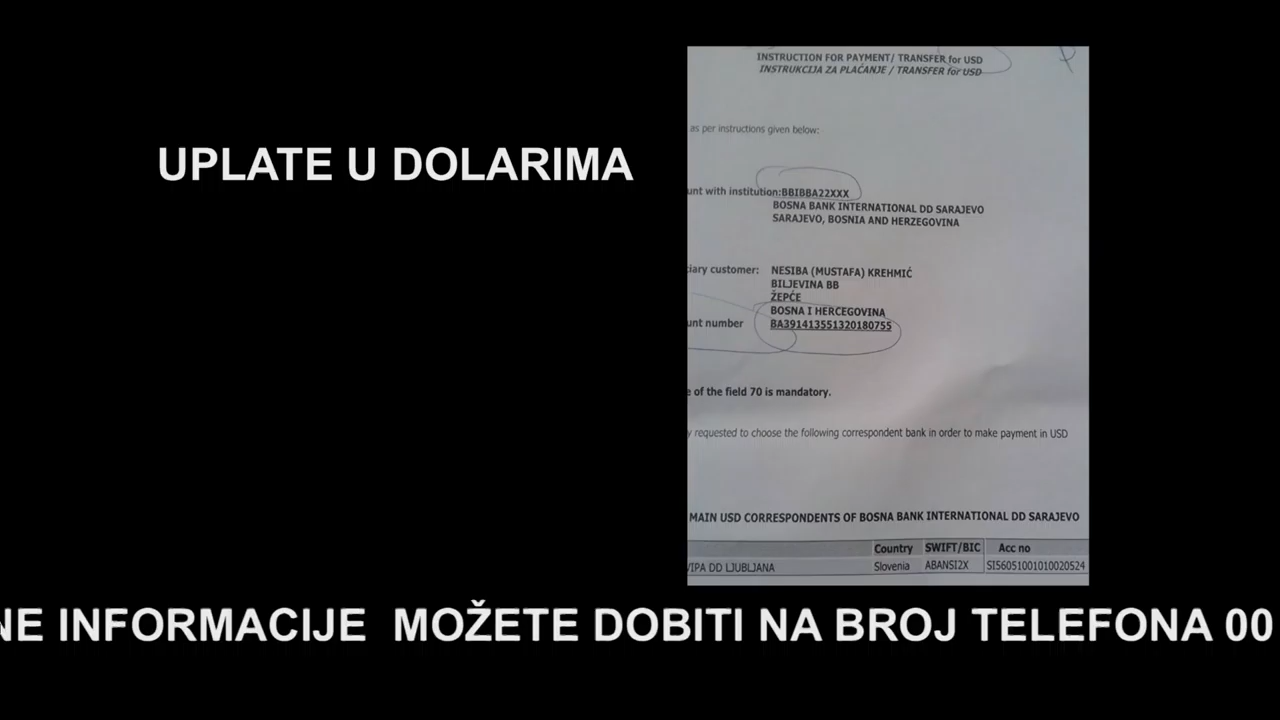 UPLATE U DOLARIMA
INSTRUCTION FOR PAYMENT/ TRANSFER for USD
INSTRUKCIJA ZA PLAĆANJE / TRANSFER for USD
as per instructions given below:
unt with institution:BBIBBA22XXX
BOSNA BANK INTERNATIONAL DD SARAJEVO
SARAJEVO, BOSNIA AND HERZEGOVINA
iary customer: NESIBA (MUSTAFA) KREHMIĆ
BILJEVINA BB
ŽEPČE
BOSNA I HERCEGOVINA
unt number BA391413551320180755
e of the field 70 is mandatory.
y requested to choose the following correspondent bank in order to make payment in USD
MAIN USD CORRESPONDENTS OF BOSNA BANK INTERNATIONAL DD SARAJEVO
Country SWIFT/BIC Acc no
VIPA DD LJUBLJANA Slovenia ABANSI2X SI56051001010020524
NE INFORMACIJE MOŽETE DOBITI NA BROJ TELEFONA 00